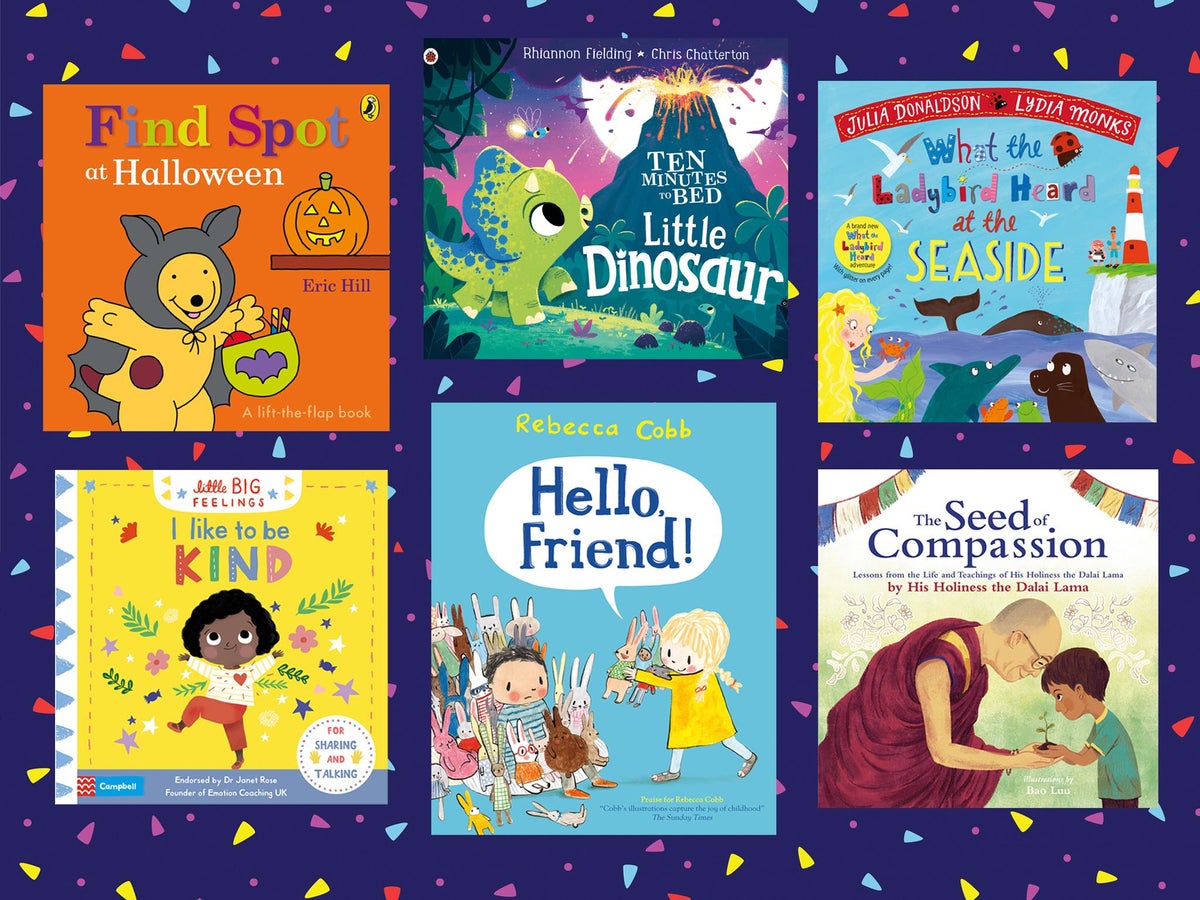 Find Spot
at Halloween
Eric Hill
A lift-the-flap book
Rhiannon Fielding ★ Chris Chatterton
TEN
MINUTES
TO BED
Little
Dinosaur
JULIA DONALDSON LYDIA MONKS
What the
Ladybird Heard
at the
SEASIDE
A brand new
What the
Ladybird
Heard
adventure
With glitter on every page!
little BIG
FEELINGS
I like to be
KIND
FOR
SHARING
AND
TALKING
Campbell
Endorsed by Dr Janet Rose
Founder of Emotion Coaching UK
Rebecca Cobb
Hello,
Friend!
Praise for Rebecca Cobb
“Cobb's illustrations capture the joy of childhood”
The Sunday Times
The Seed of
Compassion
Lessons from the Life and Teachings of His Holiness the Dalai Lama
by His Holiness the Dalai Lama
illustrations by
Bao Luu